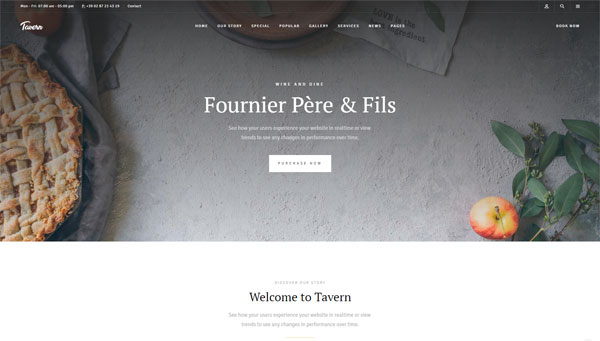 Mon - Fri: 07:00 am - 05:00 pm +39 02 87 21 43 19 Contact
Tavern
HOME OUR STORY SPECIAL POPULAR GALLERY SERVICES NEWS PAGES
BOOK NOW
WINE AND DINE
Fournier Père & Fils
See how your users experience your website in realtime or view
trends to see any changes in performance over time.
PURCHASE NOW
DISCOVER OUR STORY
Welcome to Tavern
See how your users experience your website in realtime or view
trends to see any changes in performance over time.